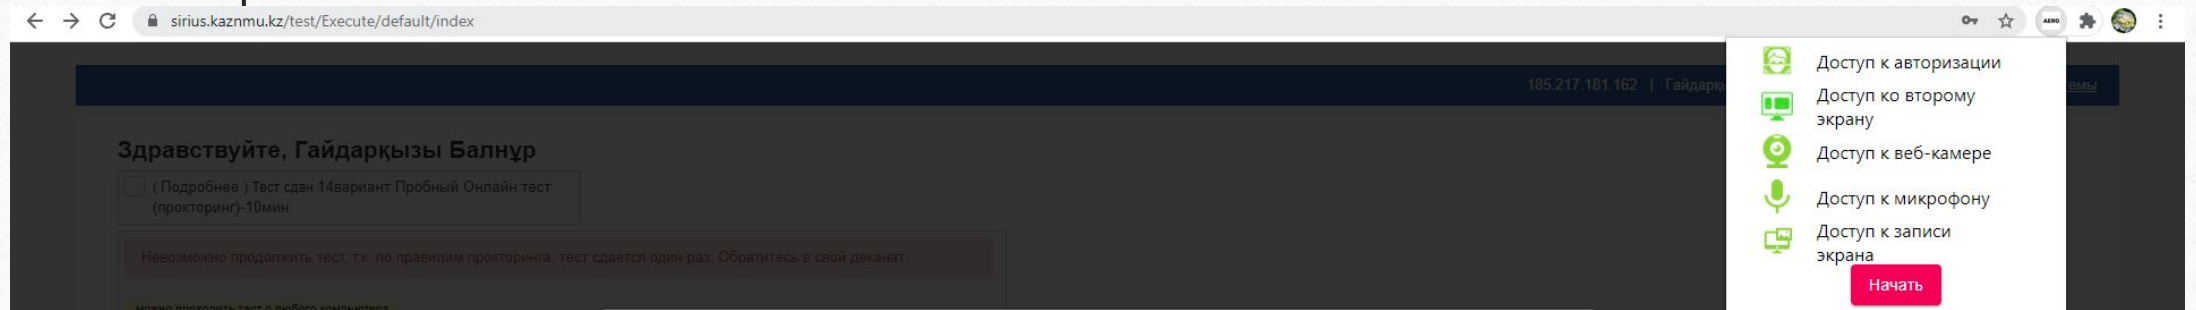 sirius.kaznmu.kz/test/Execute/default/index
AERO
185.217.181.162 | Гайдарқ
емы
Здравствуйте, Гайдарқызы Балнұр
( Подробнее ) Тест сдан 14вариант Пробный Онлайн тест
(прокторинг)-10мин
Невозможно продолжить тест, т.к. по правилам прокторинга, тест сдается один раз. Обратитесь в свой деканат
можно проходить тест с любого компьютера
Доступ к авторизации
Доступ ко второму
экрану
Доступ к веб-камере
Доступ к микрофону
Доступ к записи
экрана
Начать